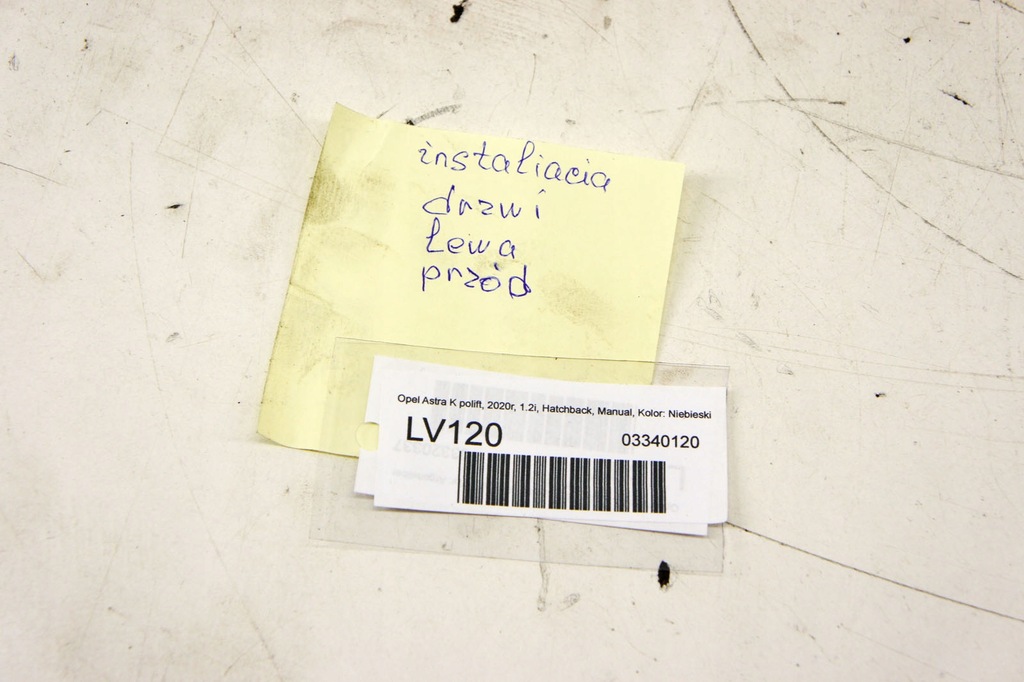 instaliacia
drzwi
Lewa
przód
Opel Astra K polift, 2020r, 1.2i, Hatchback, Manual, Kolor: Niebieski
LV120 03340120